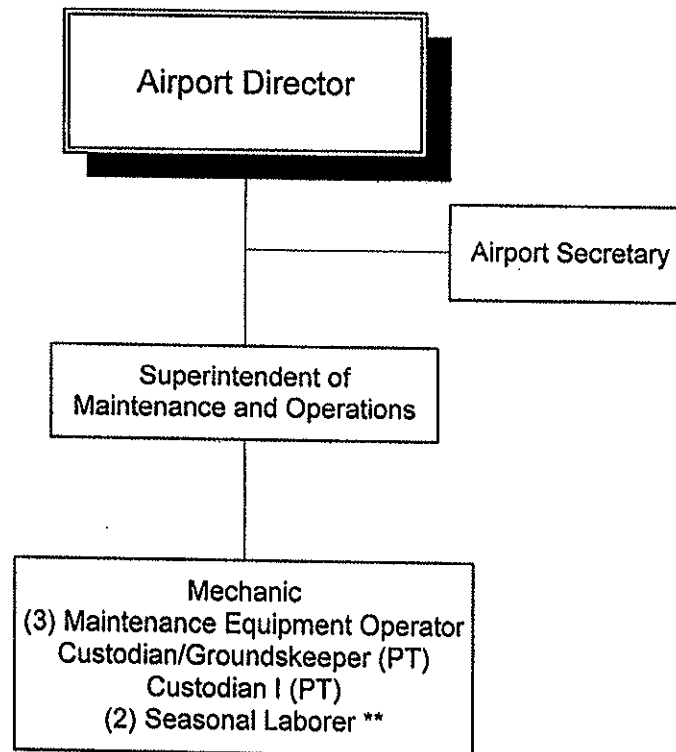 Airport Director
Airport Secretary
Superintendent of
Maintenance and Operations
Mechanic
(3) Maintenance Equipment Operator
Custodian/Groundskeeper (PT)
Custodian I (PT)
(2) Seasonal Laborer **